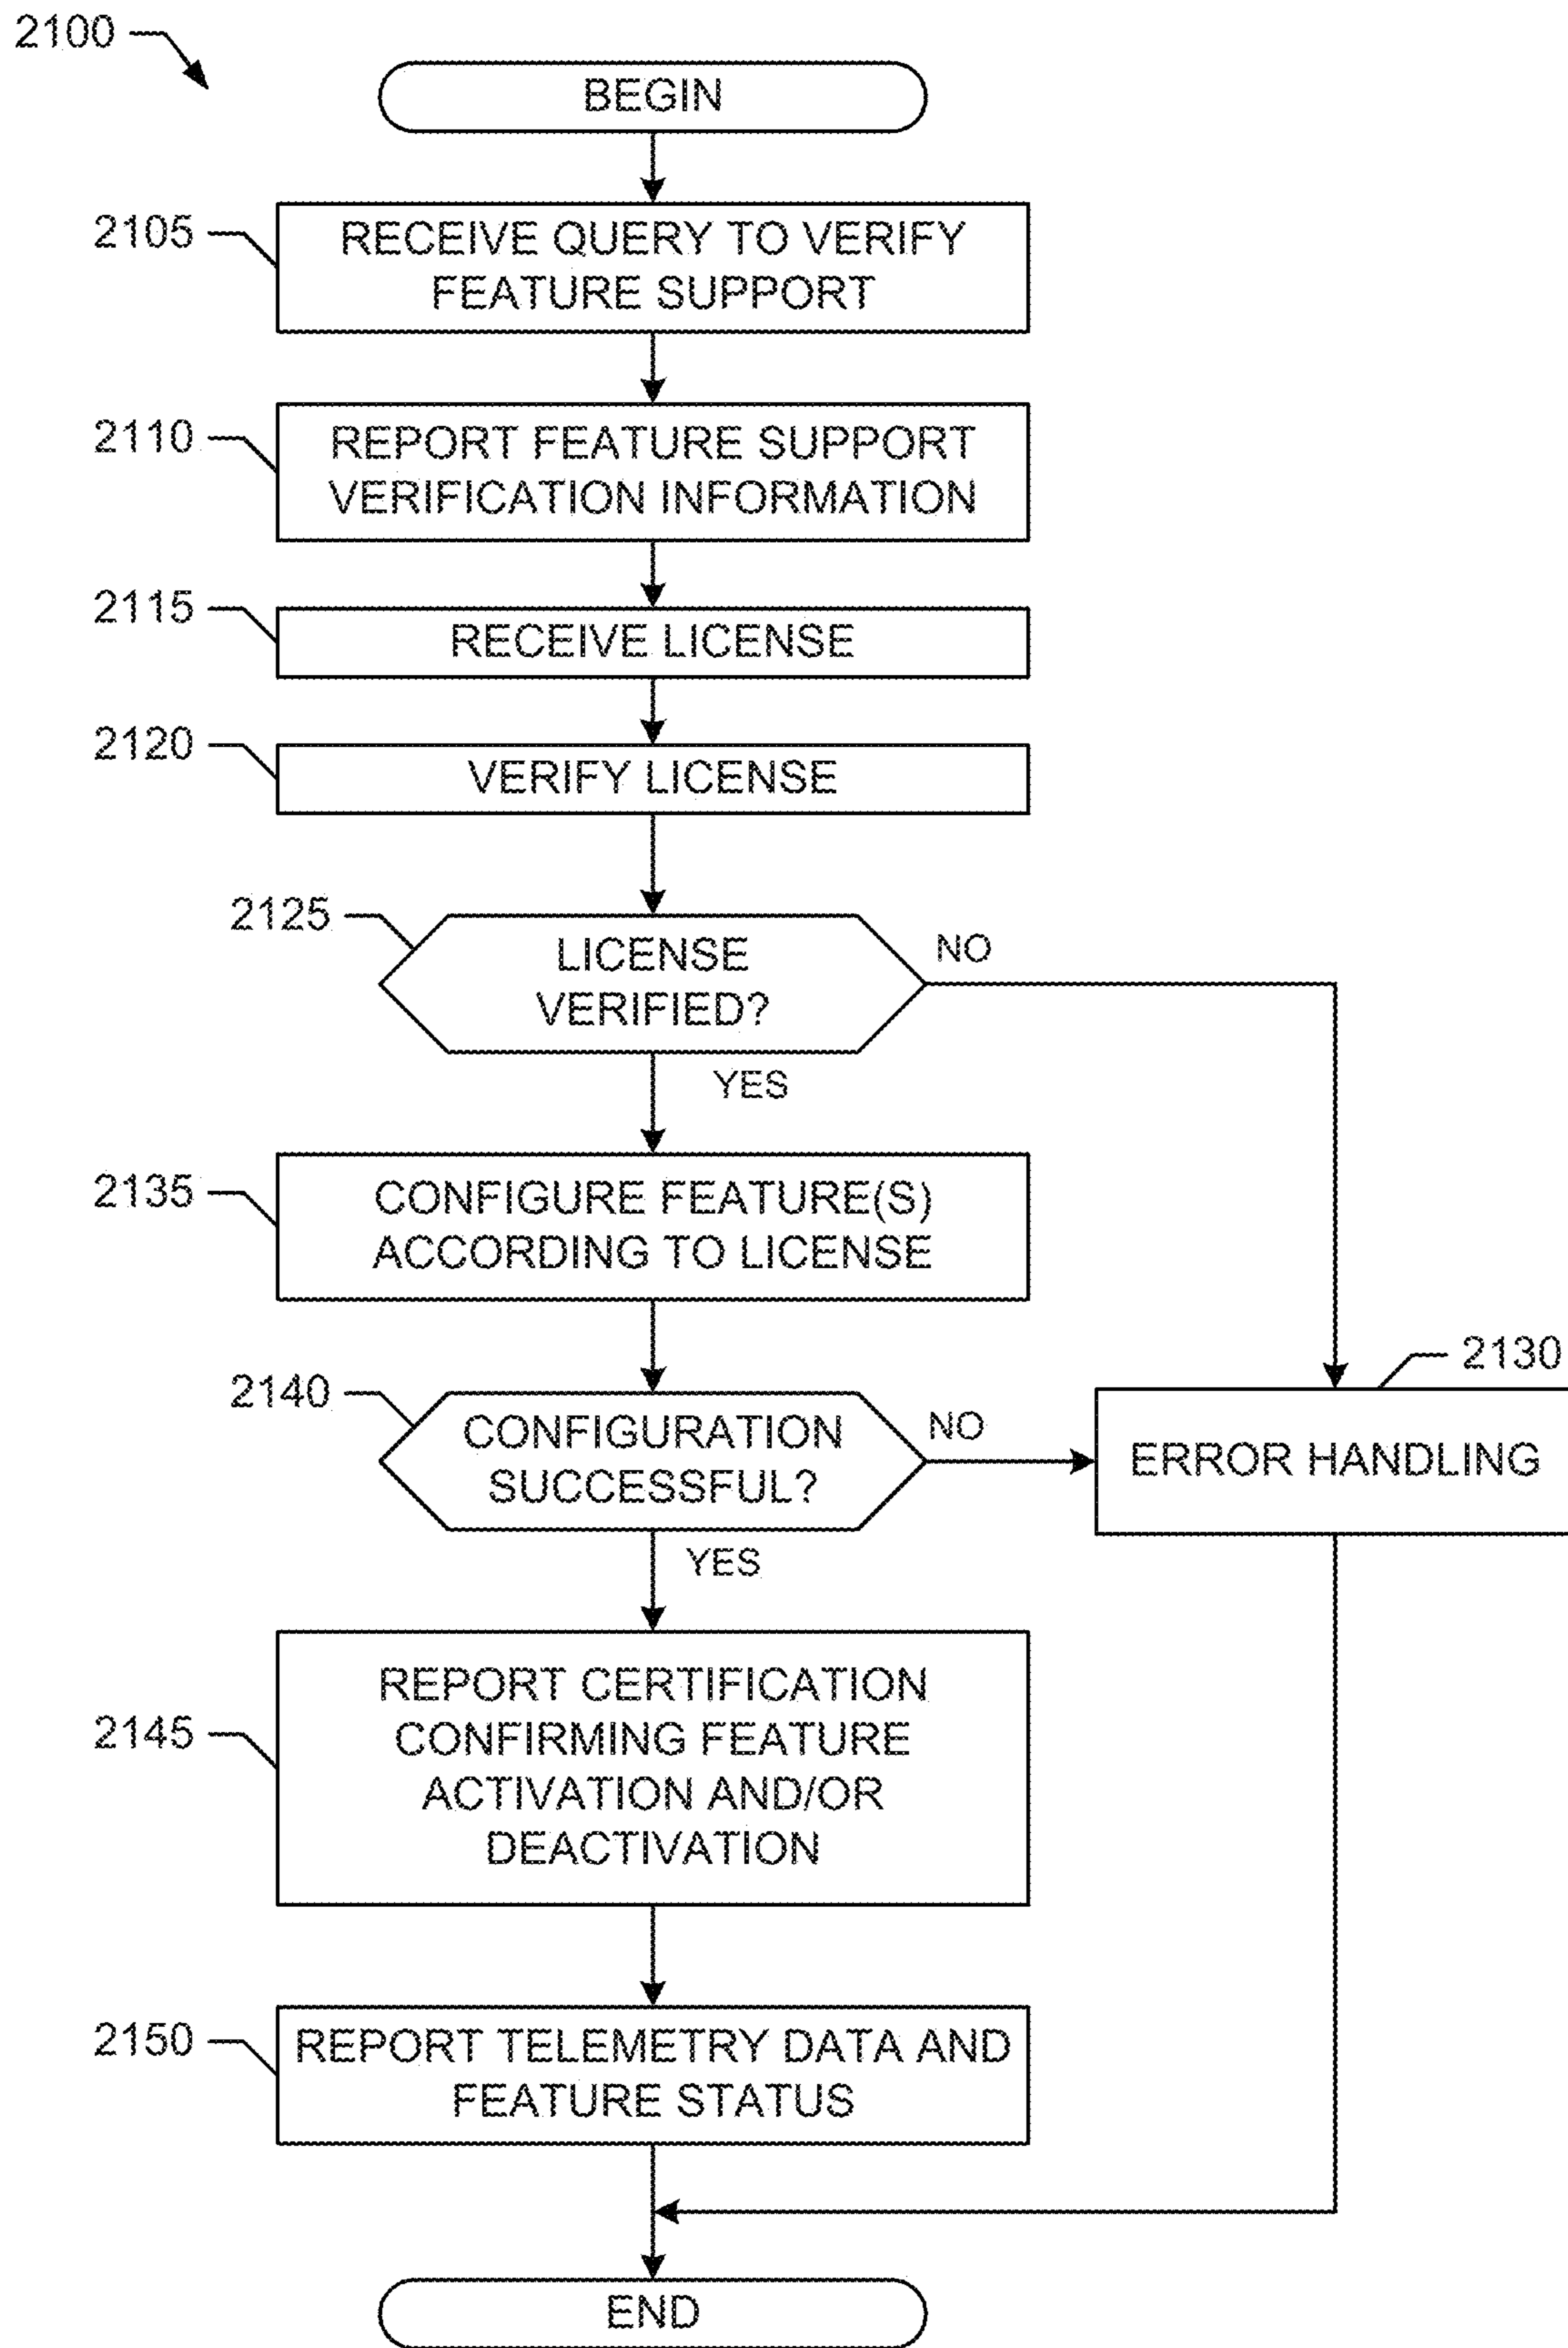 2100
BEGIN
2105
RECEIVE QUERY TO VERIFY
FEATURE SUPPORT
2110
REPORT FEATURE SUPPORT
VERIFICATION INFORMATION
2115
RECEIVE LICENSE
2120
VERIFY LICENSE
2125
LICENSE
VERIFIED?
NO
YES
2135
CONFIGURE FEATURE(S)
ACCORDING TO LICENSE
2140
CONFIGURATION
SUCCESSFUL?
NO
YES
2130
ERROR HANDLING
2145
REPORT CERTIFICATION
CONFIRMING FEATURE
ACTIVATION AND/OR
DEACTIVATION
2150
REPORT TELEMETRY DATA AND
FEATURE STATUS
END